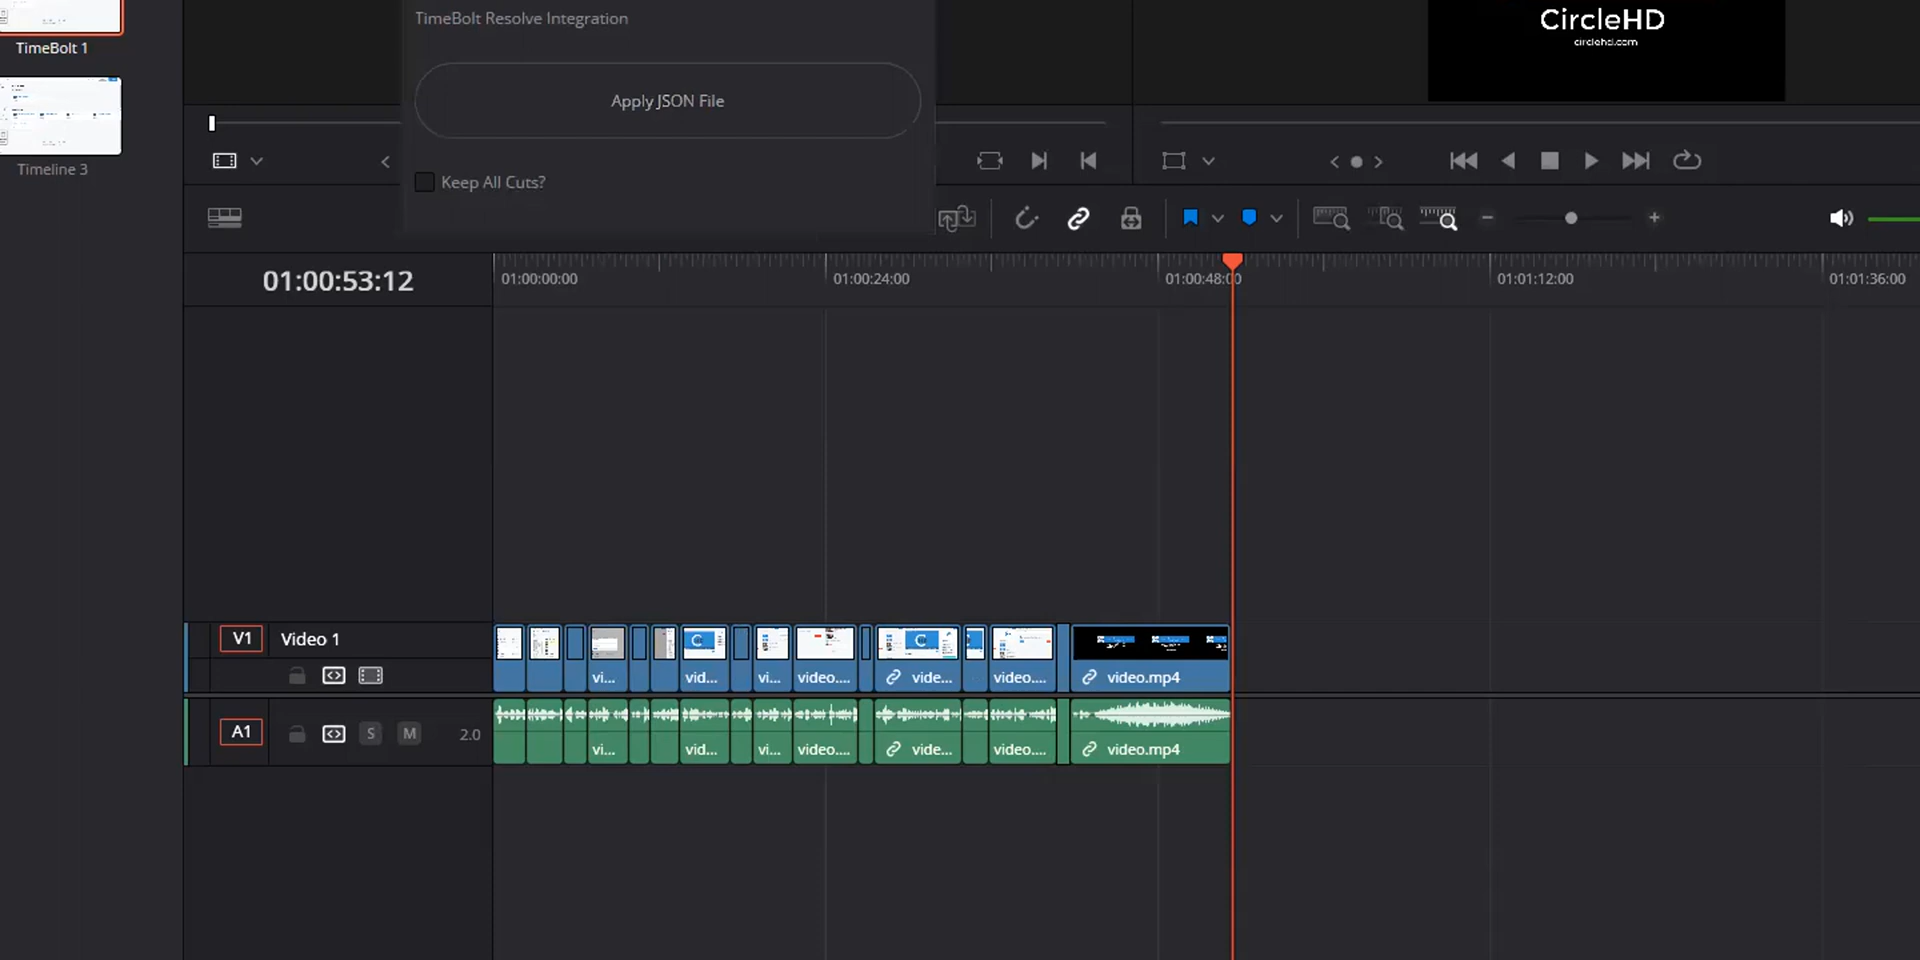 TimeBolt Resolve Integration
CircleHD
circlehd.com
TimeBolt 1
Apply JSON File
Timeline 3
Keep All Cuts?
01:00:53:12
01:00:00:00
01:00:24:00
01:00:48:00
01:01:12:00
01:01:36:00
V1
Video 1
vi...
vid...
vi...
video....
vide...
video....
video.mp4
A1
S
M
2.0
vi...
vid...
vi...
video....
vide...
video....
video.mp4